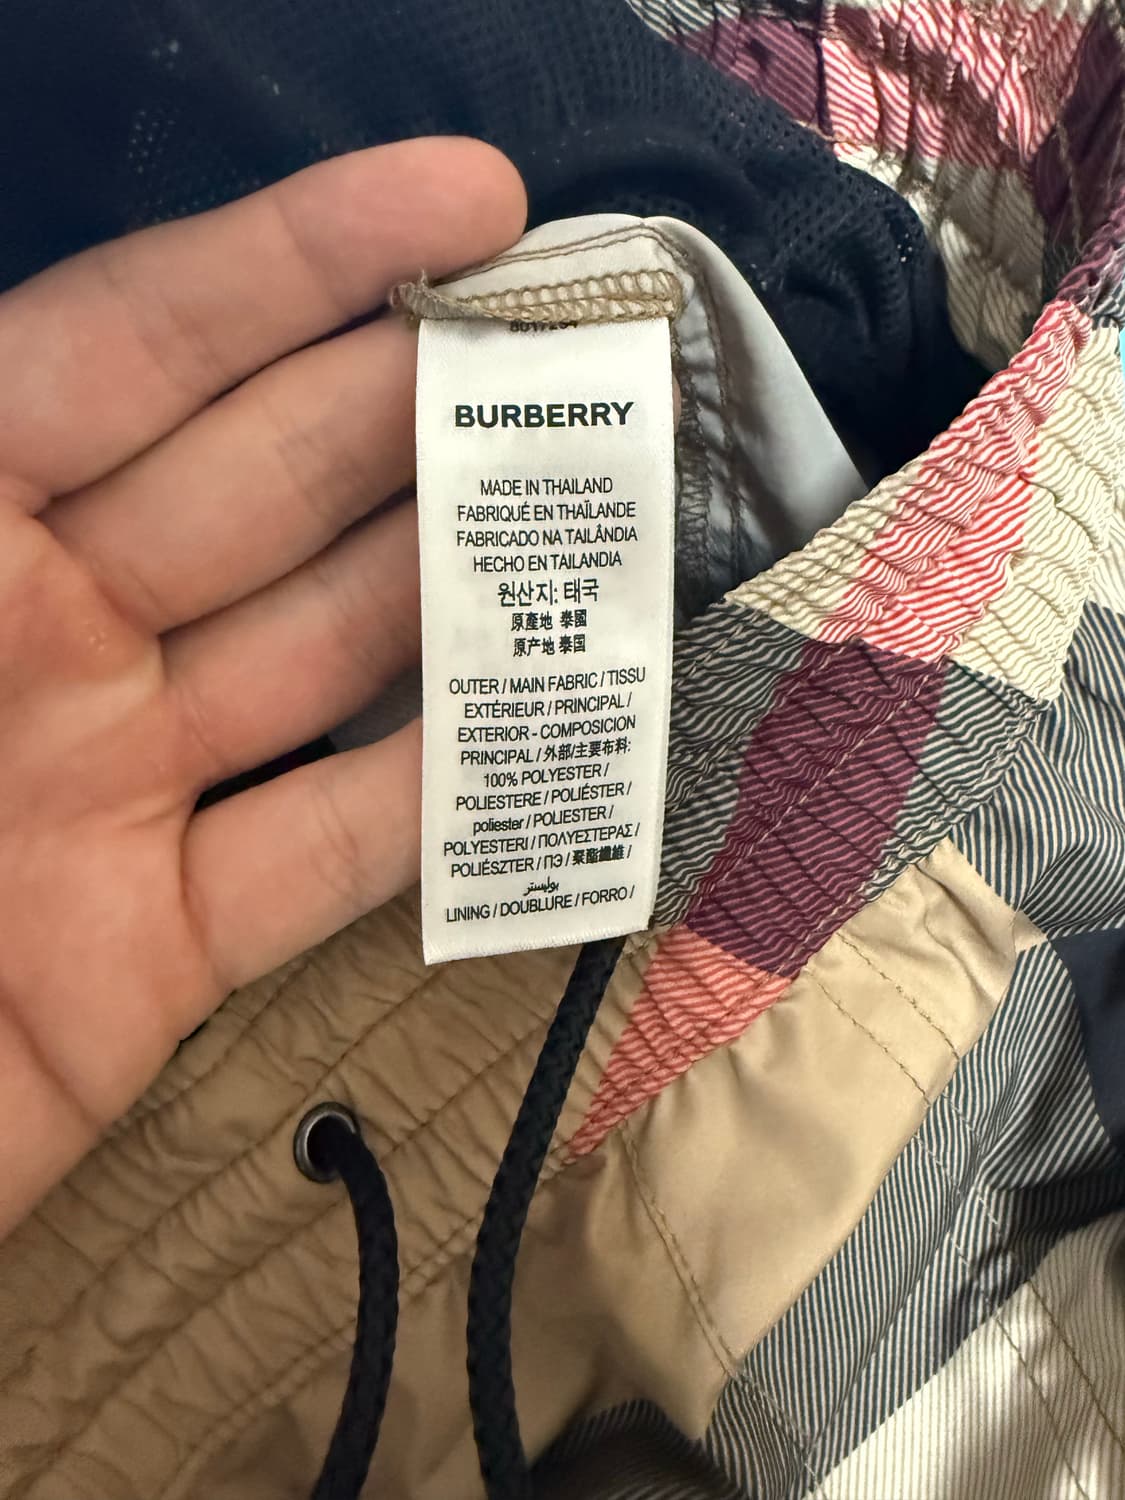 8017254
BURBERRY
MADE IN THAILAND
FABRIQUÉ EN THAÏLANDE
FABRICADO NA TAILÂNDIA
HECHO EN TAILANDIA
원산지: 태국
原產地 泰國
原产地 泰国
OUTER / MAIN FABRIC / TISSU
EXTÉRIEUR / PRINCIPAL /
EXTERIOR - COMPOSICION
PRINCIPAL / 外部/主要布料:
100% POLYESTER /
POLIESTERE / POLIÉSTER /
poliester / POLIESTER /
POLYESTERI / ΠΟΛΥΕΣΤΕΡΑΣ /
POLIÉSZTER / ПЭ / 聚酯纖維 /
بوليستر
LINING / DOUBLURE / FORRO /